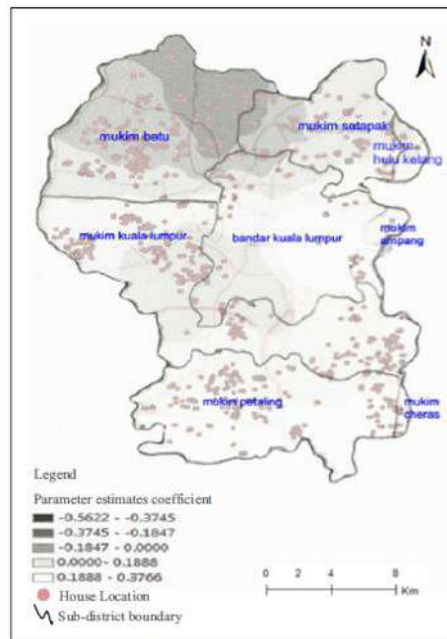 N
mukim batu
mukim setapak
mukim
hulu kelang
mukim kuala lumpur
bandar kuala lumpur
mukim
ampang
mukim petaling
mukim
cheras
Legend
Parameter estimates coefficient
-0.5622 - -0.3745
-0.3745 - -0.1847
-0.1847 - 0.0000
0.0000 - 0.1888
0.1888 - 0.3766
House Location
Sub-district boundary
0 2 4 8
Km